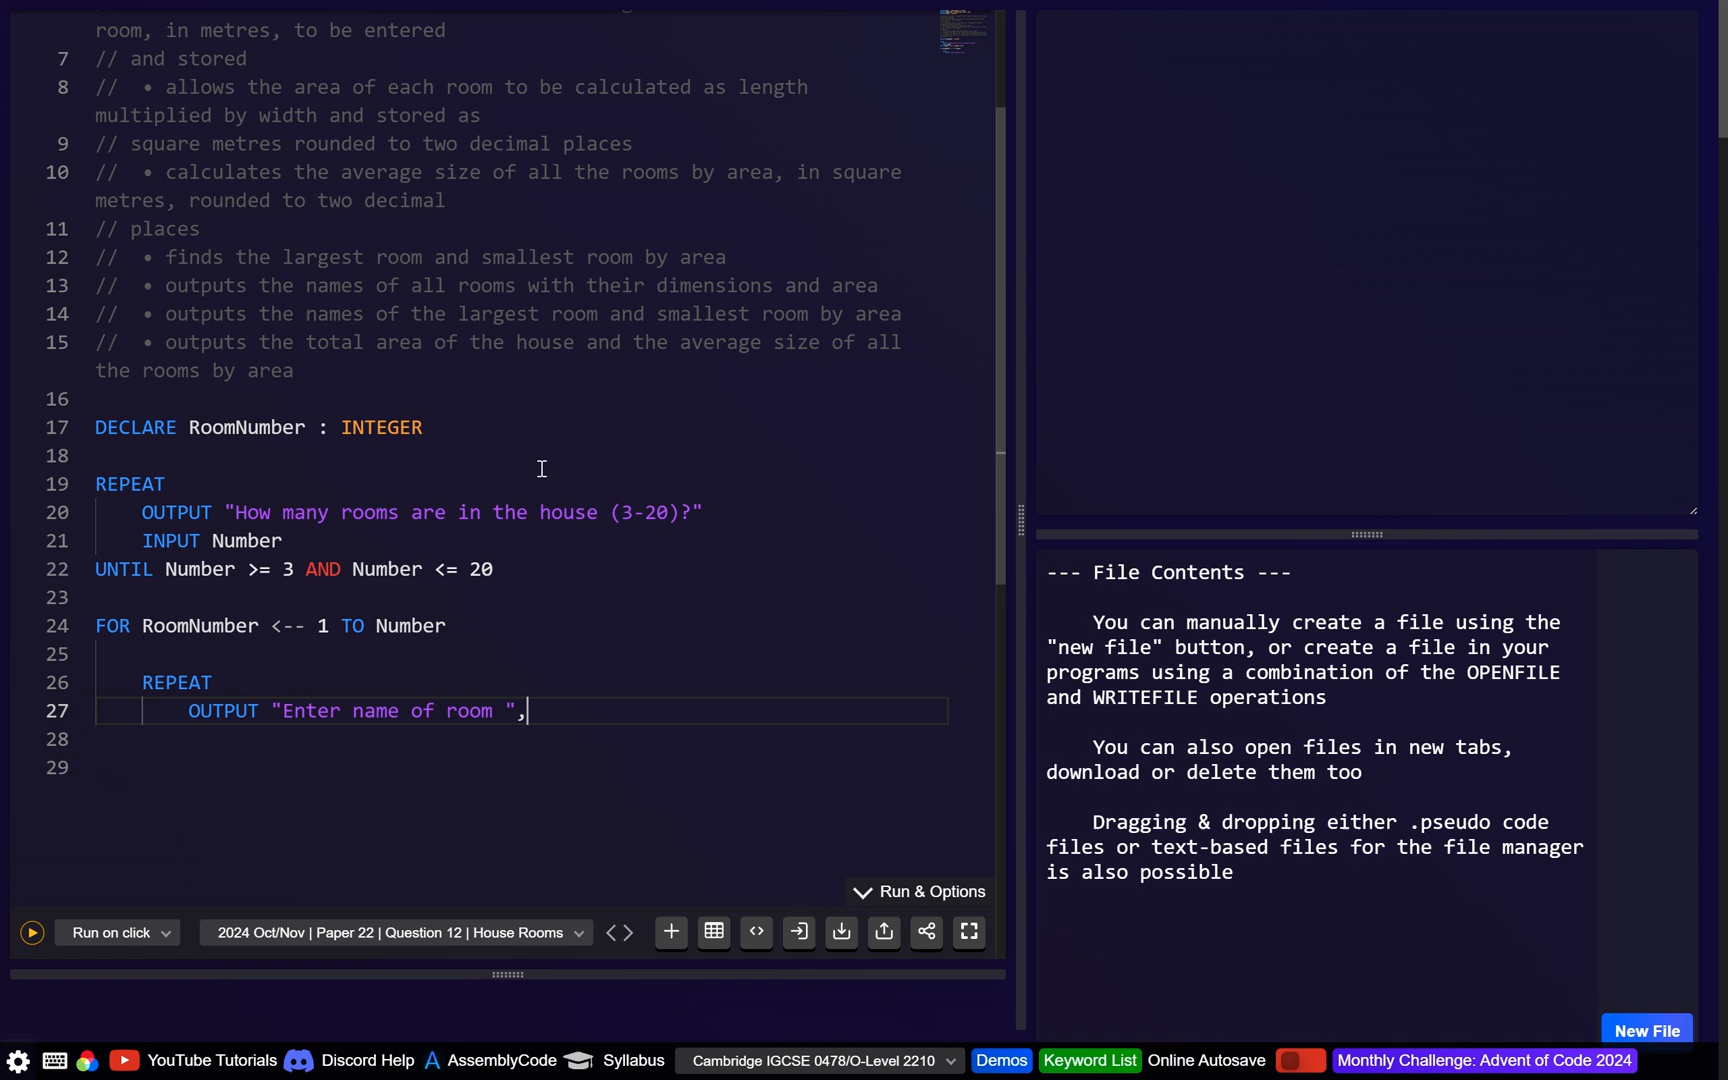 room, in metres, to be entered
7 // and stored
8 // • allows the area of each room to be calculated as length
multiplied by width and stored as
9 // square metres rounded to two decimal places
10 // • calculates the average size of all the rooms by area, in square
metres, rounded to two decimal
11 // places
12 // • finds the largest room and smallest room by area
13 // • outputs the names of all rooms with their dimensions and area
14 // • outputs the names of the largest room and smallest room by area
15 // • outputs the total area of the house and the average size of all
the rooms by area
16
17 DECLARE RoomNumber : INTEGER
18
19 REPEAT
20 OUTPUT "How many rooms are in the house (3-20)?"
21 INPUT Number
22 UNTIL Number >= 3 AND Number <= 20
23
24 FOR RoomNumber <-- 1 TO Number
25
26 REPEAT
27 OUTPUT "Enter name of room ",
28
29
Run & Options
Run on click
2024 Oct/Nov | Paper 22 | Question 12 | House Rooms
--- File Contents ---
You can manually create a file using the
"new file" button, or create a file in your
programs using a combination of the OPENFILE
and WRITEFILE operations
You can also open files in new tabs,
download or delete them too
Dragging & dropping either .pseudo code
files or text-based files for the file manager
is also possible
New File
YouTube Tutorials Discord Help AssemblyCode Syllabus Cambridge IGCSE 0478/O-Level 2210 Demos Keyword List Online Autosave Monthly Challenge: Advent of Code 2024